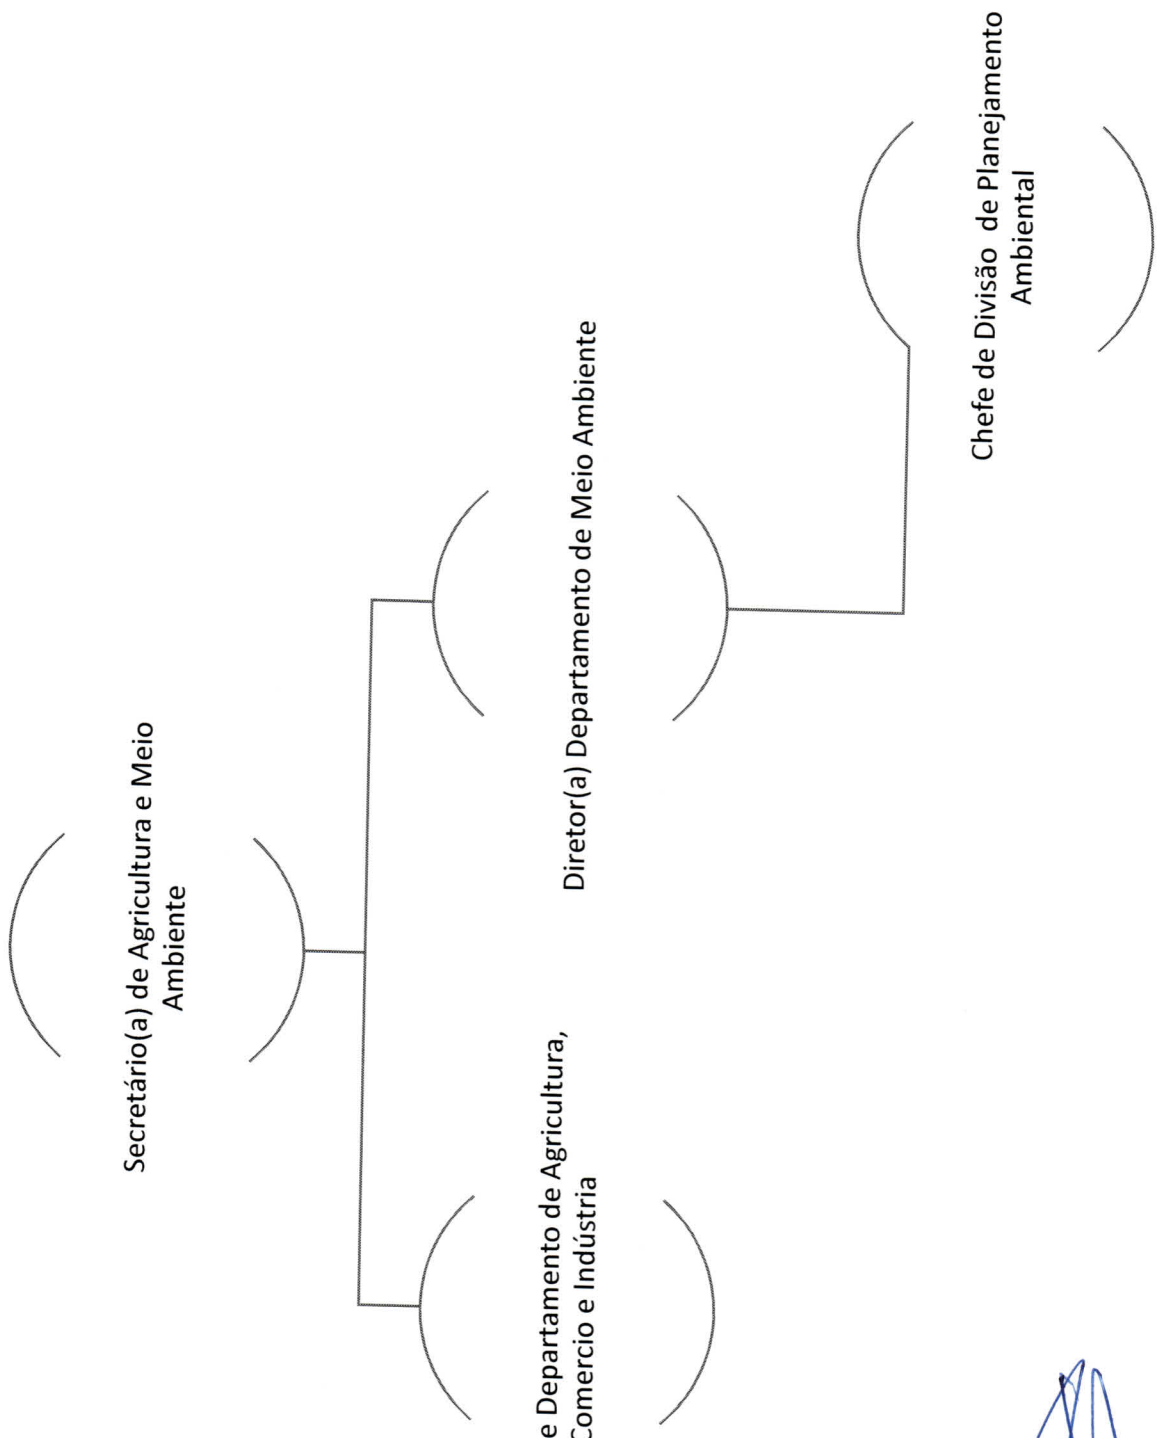 Secretário(a) de Agricultura e Meio
Ambiente
e Departamento de Agricultura,
Comercio e Indústria
Diretor(a) Departamento de Meio Ambiente
Chefe de Divisão de Planejamento
Ambiental